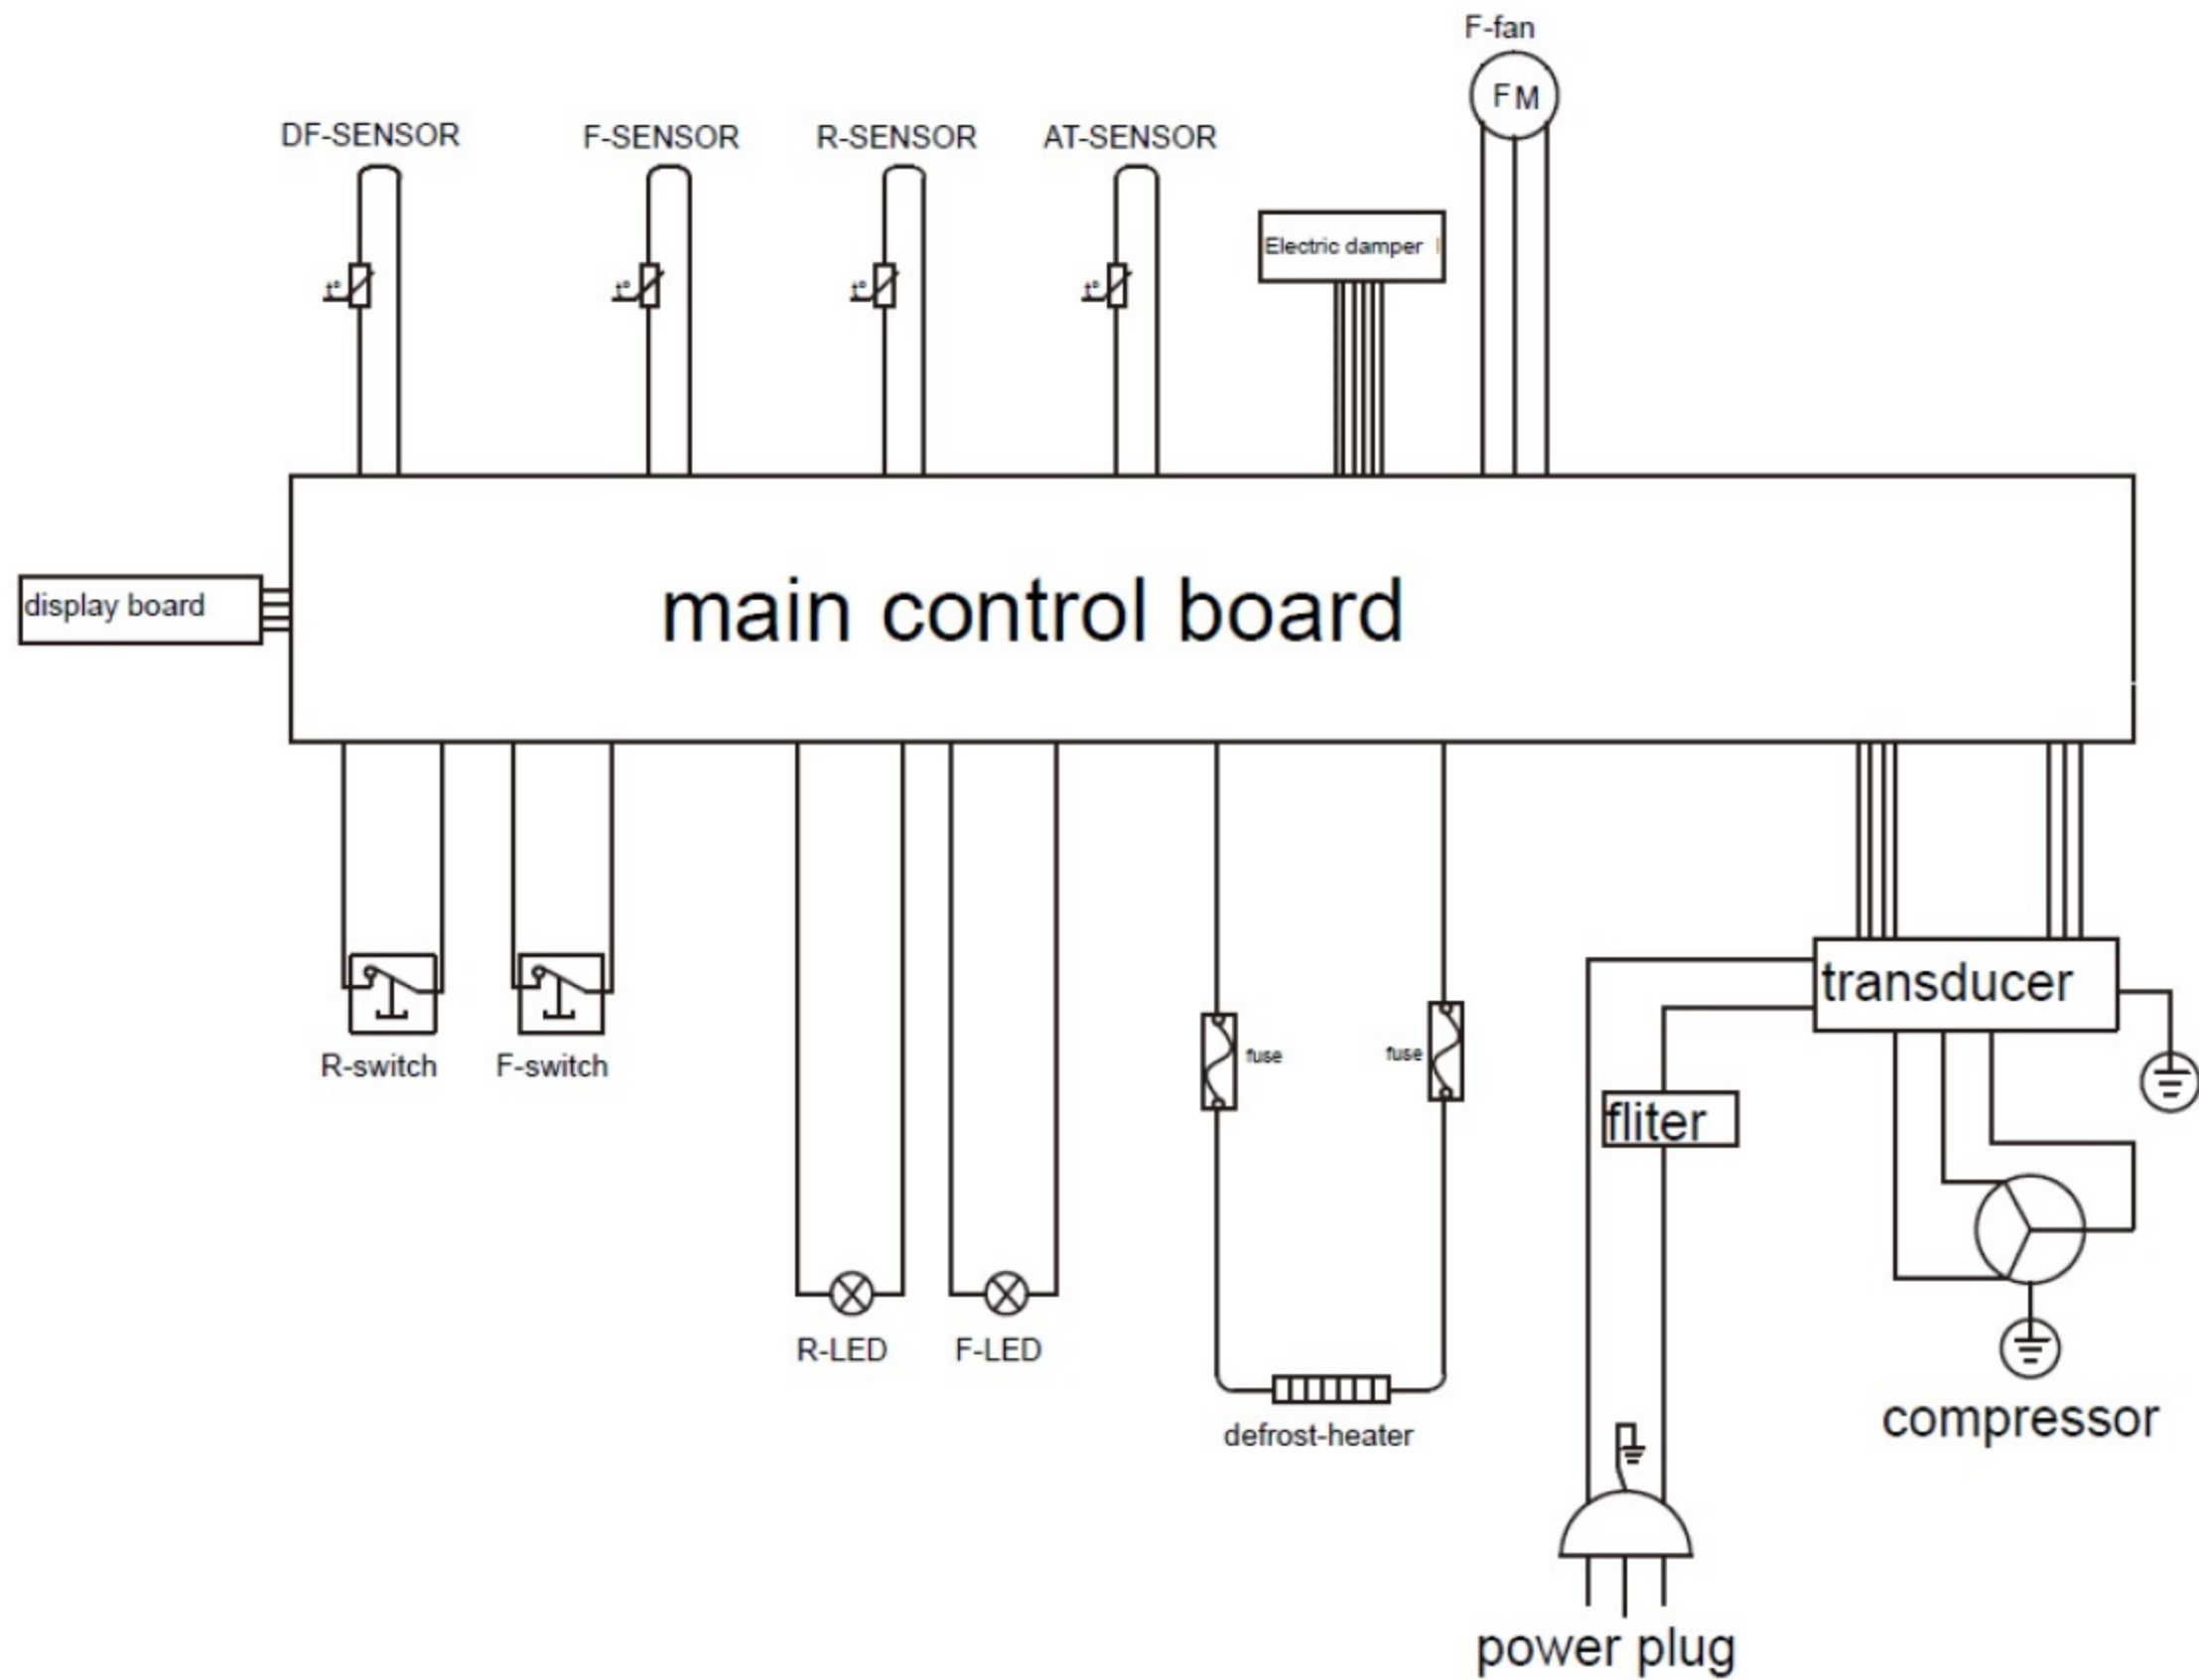 F-fan
FM
DF-SENSOR
F-SENSOR
R-SENSOR
AT-SENSOR
Electric damper
t°
t°
t°
t°
display board
main control board
transducer
R-switch
F-switch
fuse
fuse
fliter
R-LED
F-LED
defrost-heater
compressor
power plug